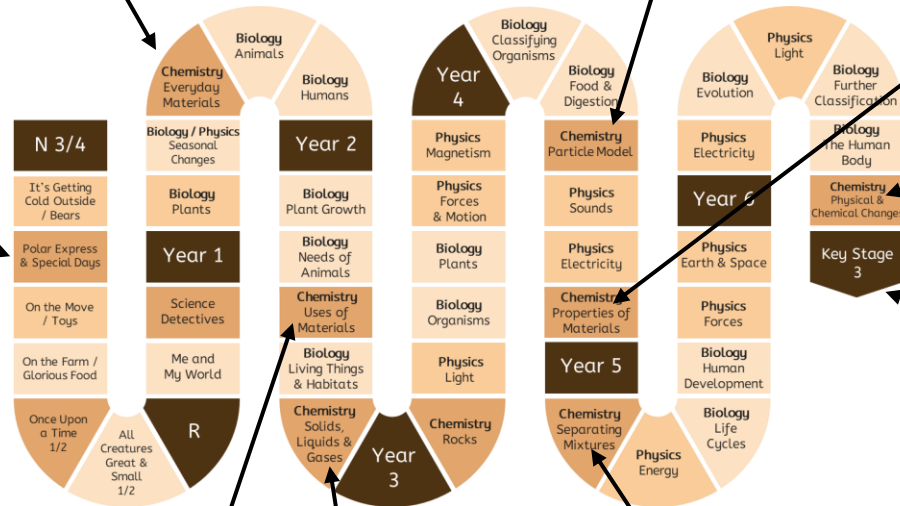 N 3/4
It's Getting
Cold Outside
/ Bears
Polar Express
& Special Days
On the Move
/ Toys
On the Farm /
Glorious Food
Once Upon
a Time
1/2
All
Creatures
Great &
Small
1/2
R
Me and
My World
Science
Detectives
Year 1
Biology
Plants
Biology / Physics
Seasonal
Changes
Chemistry
Everyday
Materials
Biology
Animals
Biology
Humans
Year 2
Biology
Plant Growth
Biology
Needs of
Animals
Chemistry
Uses of
Materials
Biology
Living Things
& Habitats
Chemistry
Solids,
Liquids &
Gases
Year
3
Chemistry
Rocks
Physics
Light
Biology
Organisms
Biology
Plants
Physics
Forces
& Motion
Physics
Magnetism
Year
4
Biology
Classifying
Organisms
Biology
Food &
Digestion
Chemistry
Particle Model
Physics
Sounds
Physics
Electricity
Chemistry
Properties of
Materials
Year 5
Chemistry
Separating
Mixtures
Physics
Energy
Biology
Life
Cycles
Biology
Human
Development
Physics
Forces
Physics
Earth & Space
Year 6
Physics
Electricity
Biology
Evolution
Physics
Light
Biology
Further
Classification
Biology
The Human
Body
Chemistry
Physical &
Chemical Changes
Key Stage
3